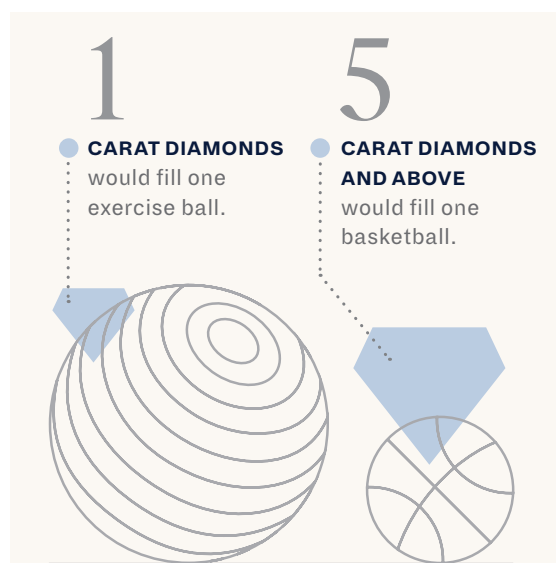 1
CARAT DIAMONDS
would fill one
exercise ball.
5
CARAT DIAMONDS
AND ABOVE
would fill one
basketball.